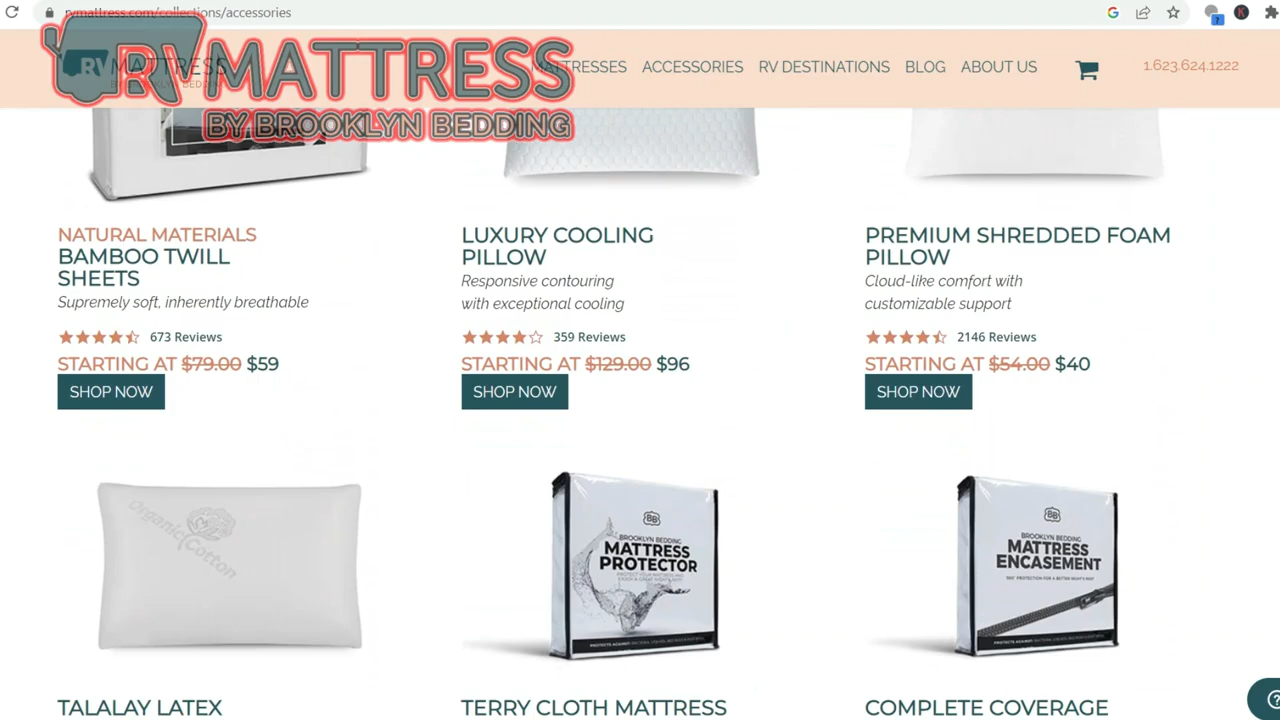 rvmattress.com/collections/accessories
RV MATTRESS
BY BROOKLYN BEDDING
MATTRESSES ACCESSORIES RV DESTINATIONS BLOG ABOUT US 1.623.624.1222
NATURAL MATERIALS
BAMBOO TWILL
SHEETS
Supremely soft, inherently breathable
673 Reviews
STARTING AT $79.00 $59
SHOP NOW
LUXURY COOLING
PILLOW
Responsive contouring
with exceptional cooling
359 Reviews
STARTING AT $129.00 $96
SHOP NOW
PREMIUM SHREDDED FOAM
PILLOW
Cloud-like comfort with
customizable support
2146 Reviews
STARTING AT $54.00 $40
SHOP NOW
Organic Cotton
BB
BROOKLYN BEDDING
MATTRESS
PROTECTOR
BB
BROOKLYN BEDDING
MATTRESS
ENCASEMENT
TALALAY LATEX
TERRY CLOTH MATTRESS
COMPLETE COVERAGE